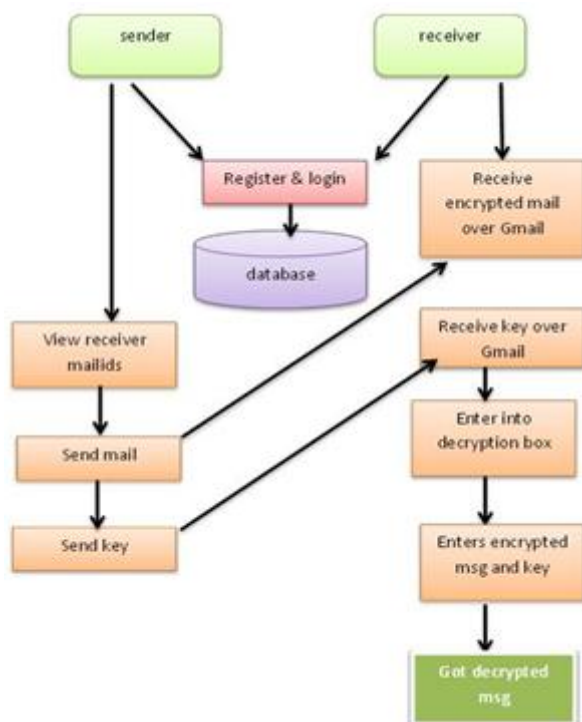 sender
receiver
Register & login
Receive
encrypted mail
over Gmail
database
View receiver
mailids
Receive key over
Gmail
Send mail
Enter into
decryption box
Send key
Enters encrypted
msg and key
Got decrypted
msg